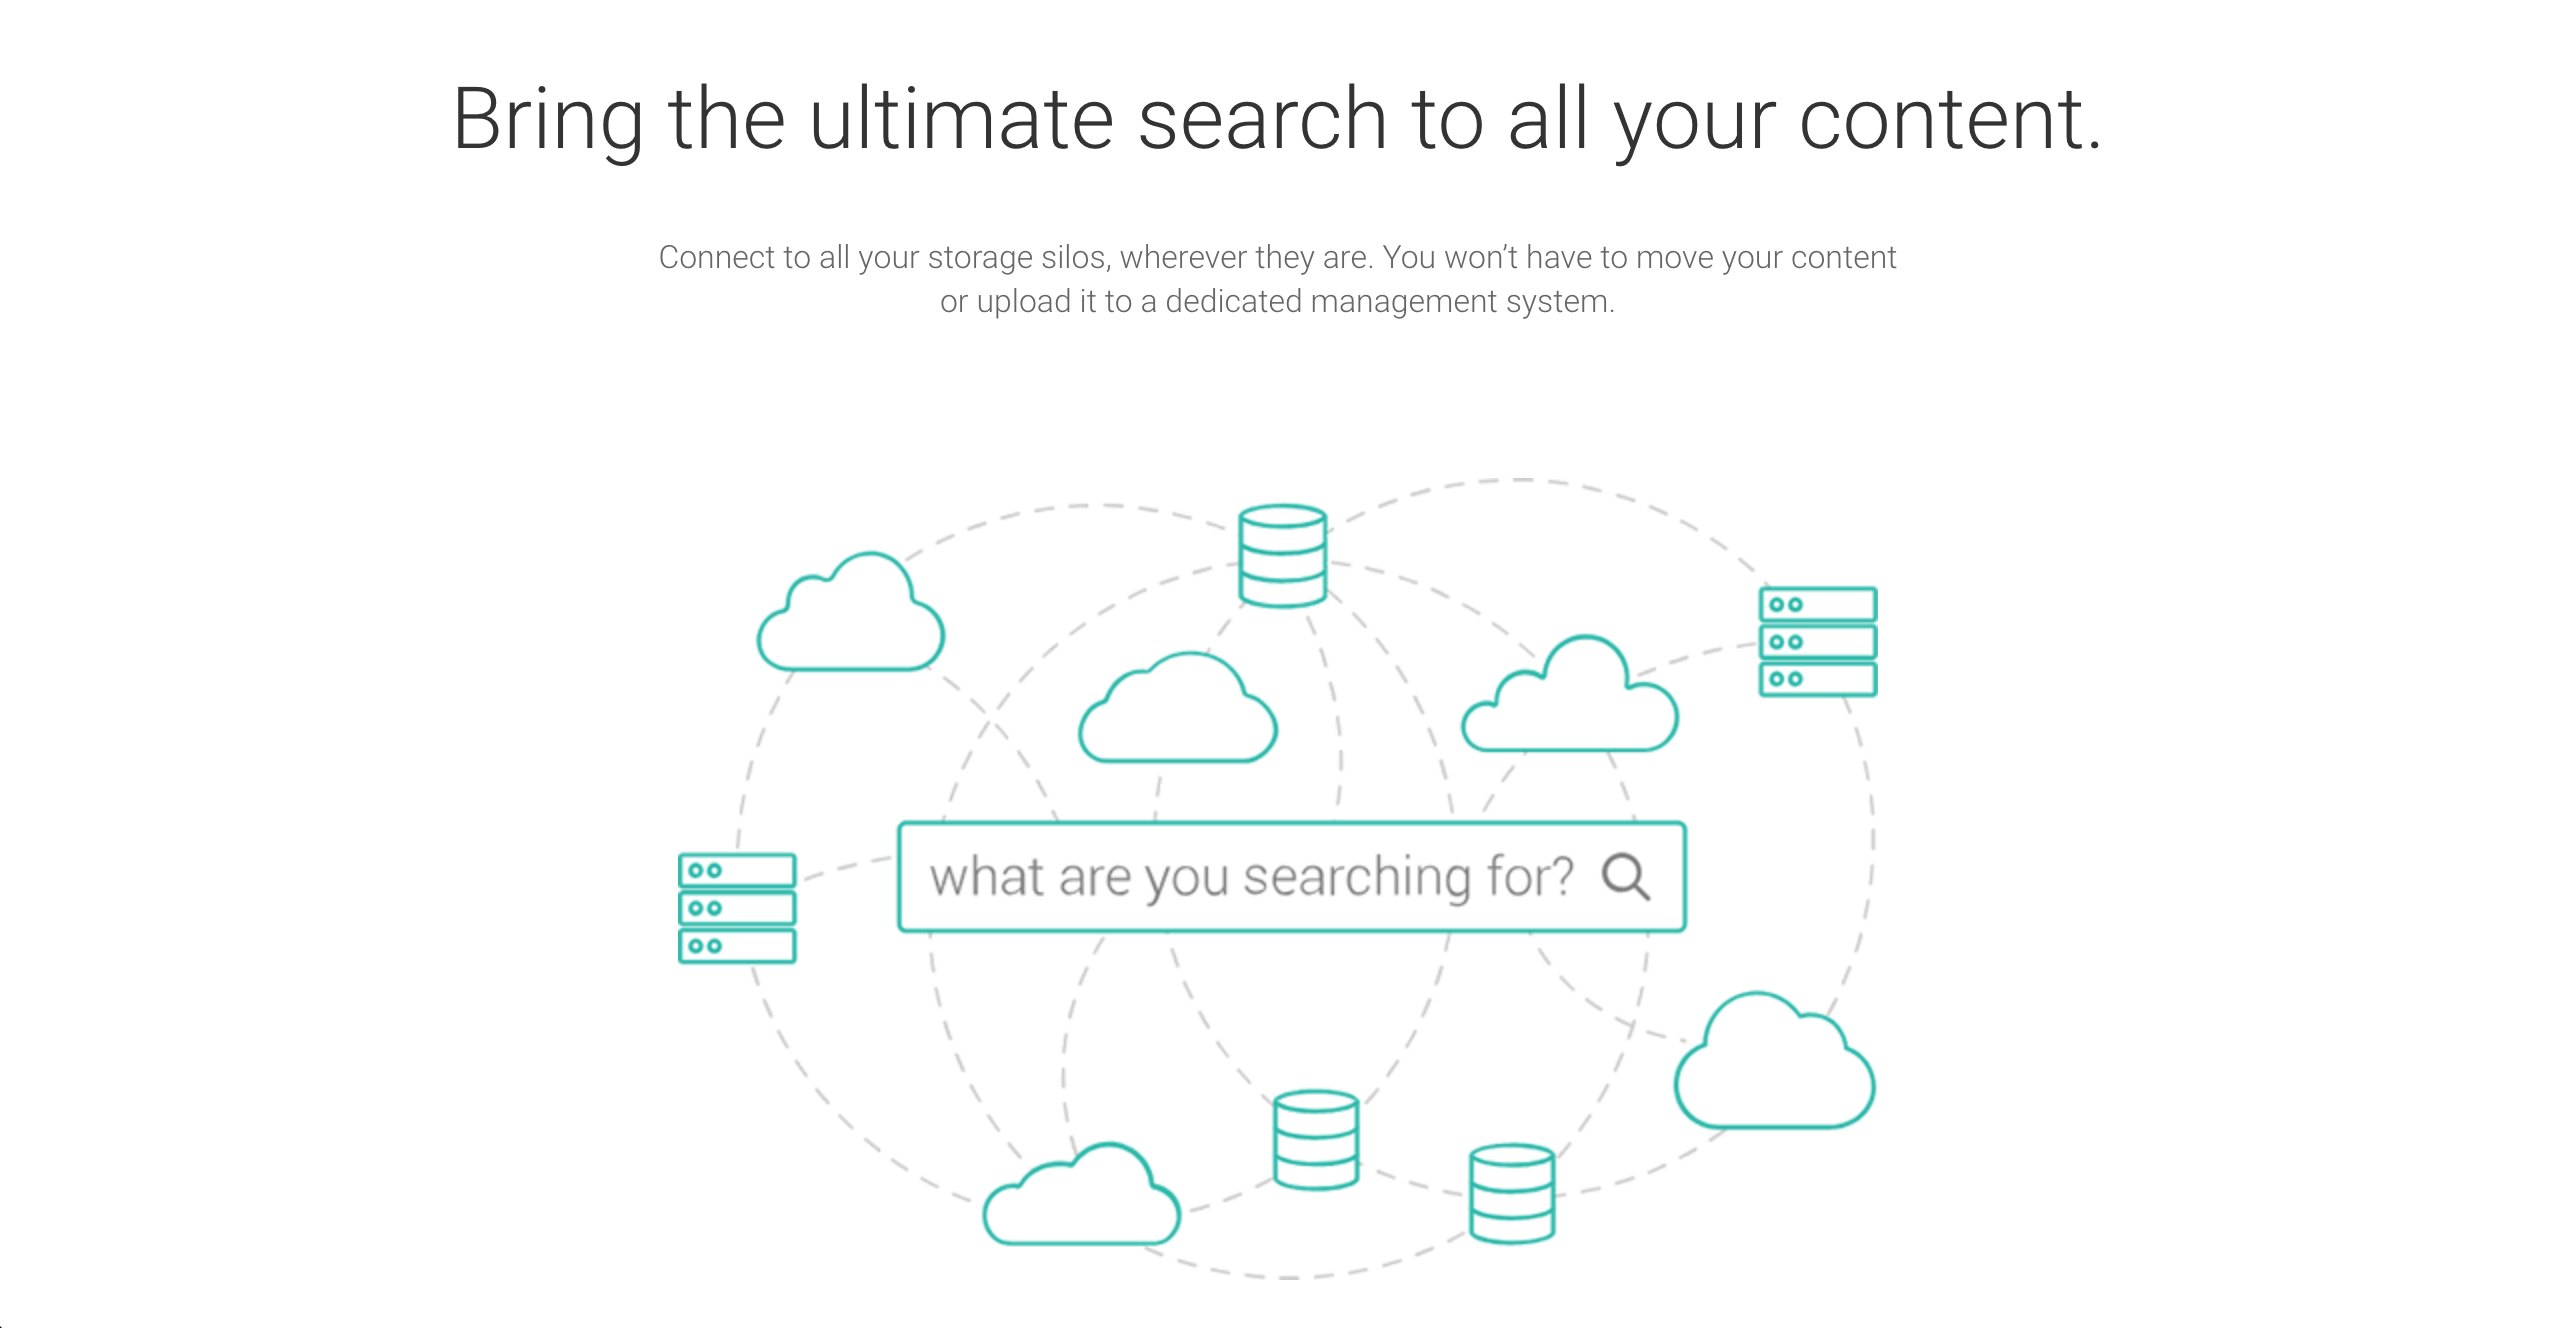 Bring the ultimate search to all your content.
Connect to all your storage silos, wherever they are. You won’t have to move your content
or upload it to a dedicated management system.
what are you searching for?